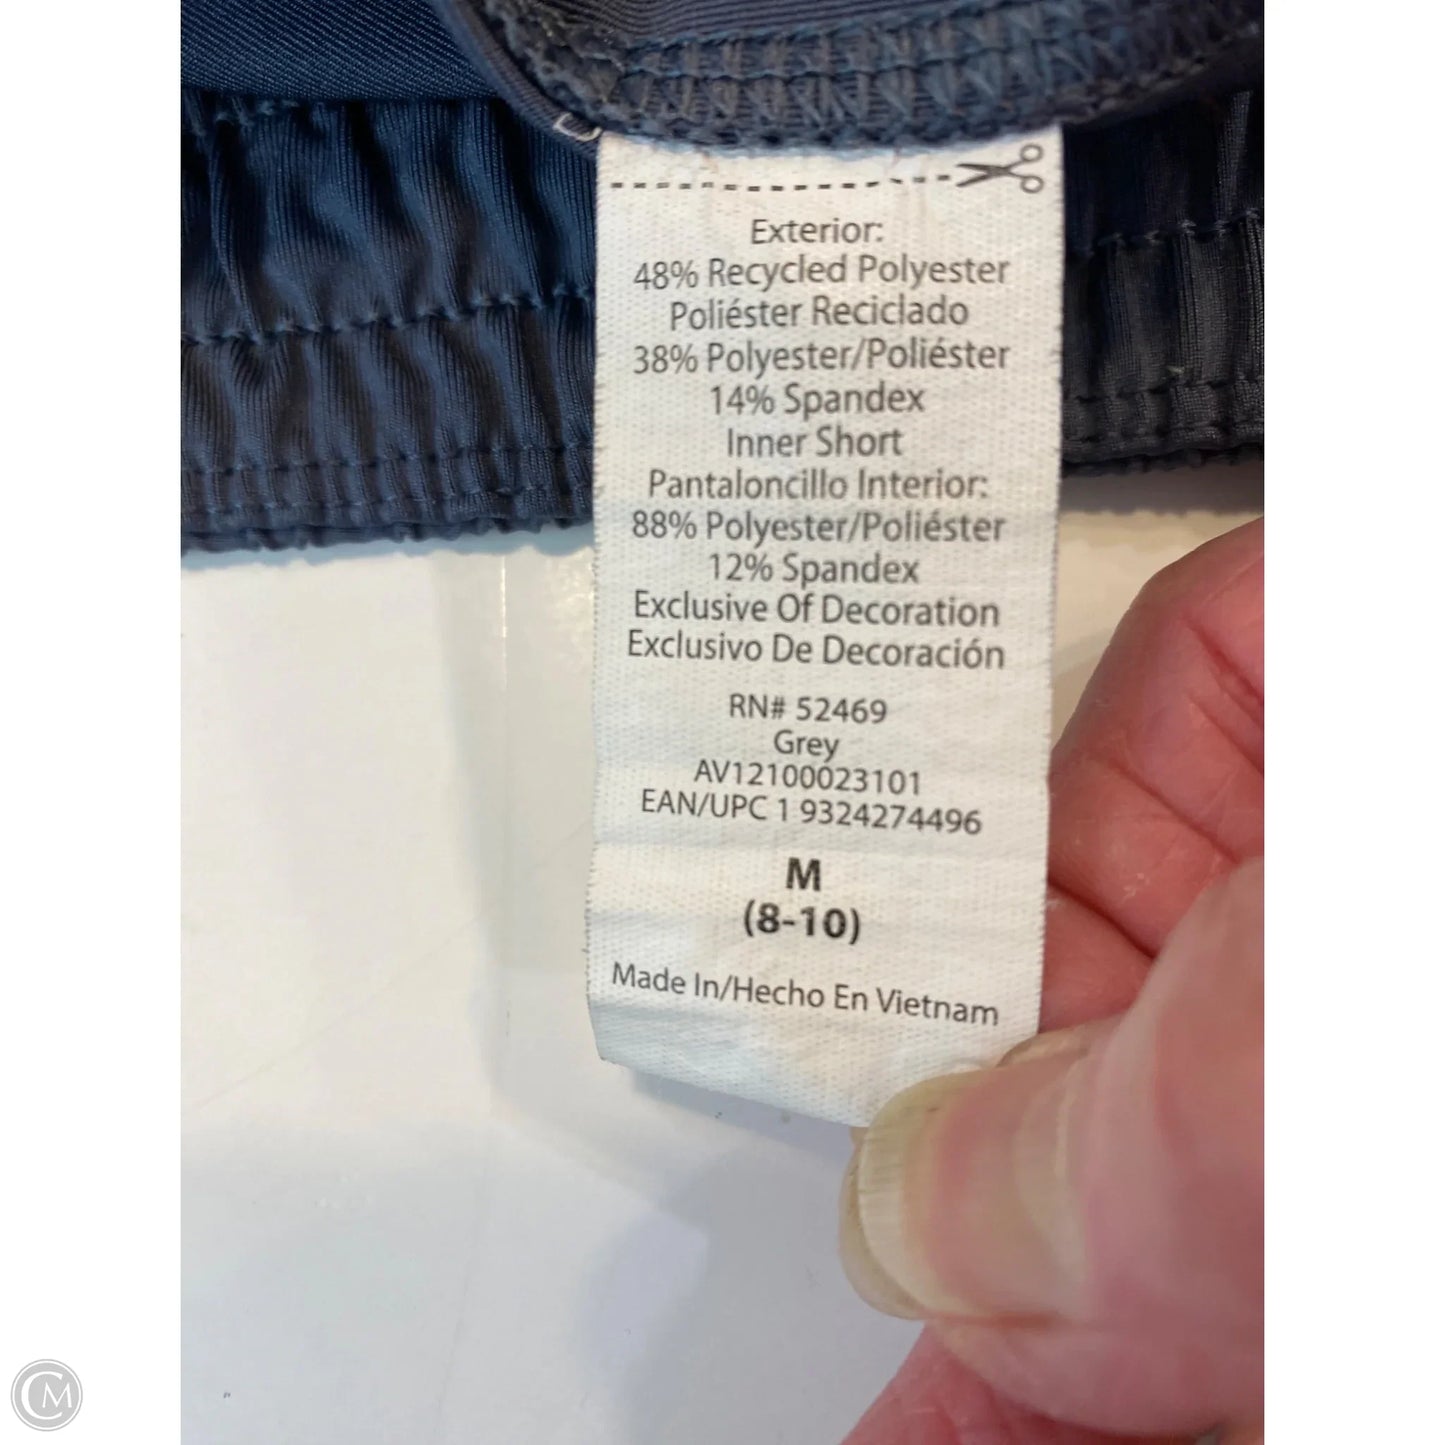 Exterior:
48% Recycled Polyester
Poliéster Reciclado
38% Polyester/Poliéster
14% Spandex
Inner Short
Pantaloncillo Interior:
88% Polyester/Poliéster
12% Spandex
Exclusive Of Decoration
Exclusivo De Decoración
RN# 52469
Grey
AV12100023101
EAN/UPC 1 9324274496
M
(8-10)
Made In/Hecho En Vietnam
CM